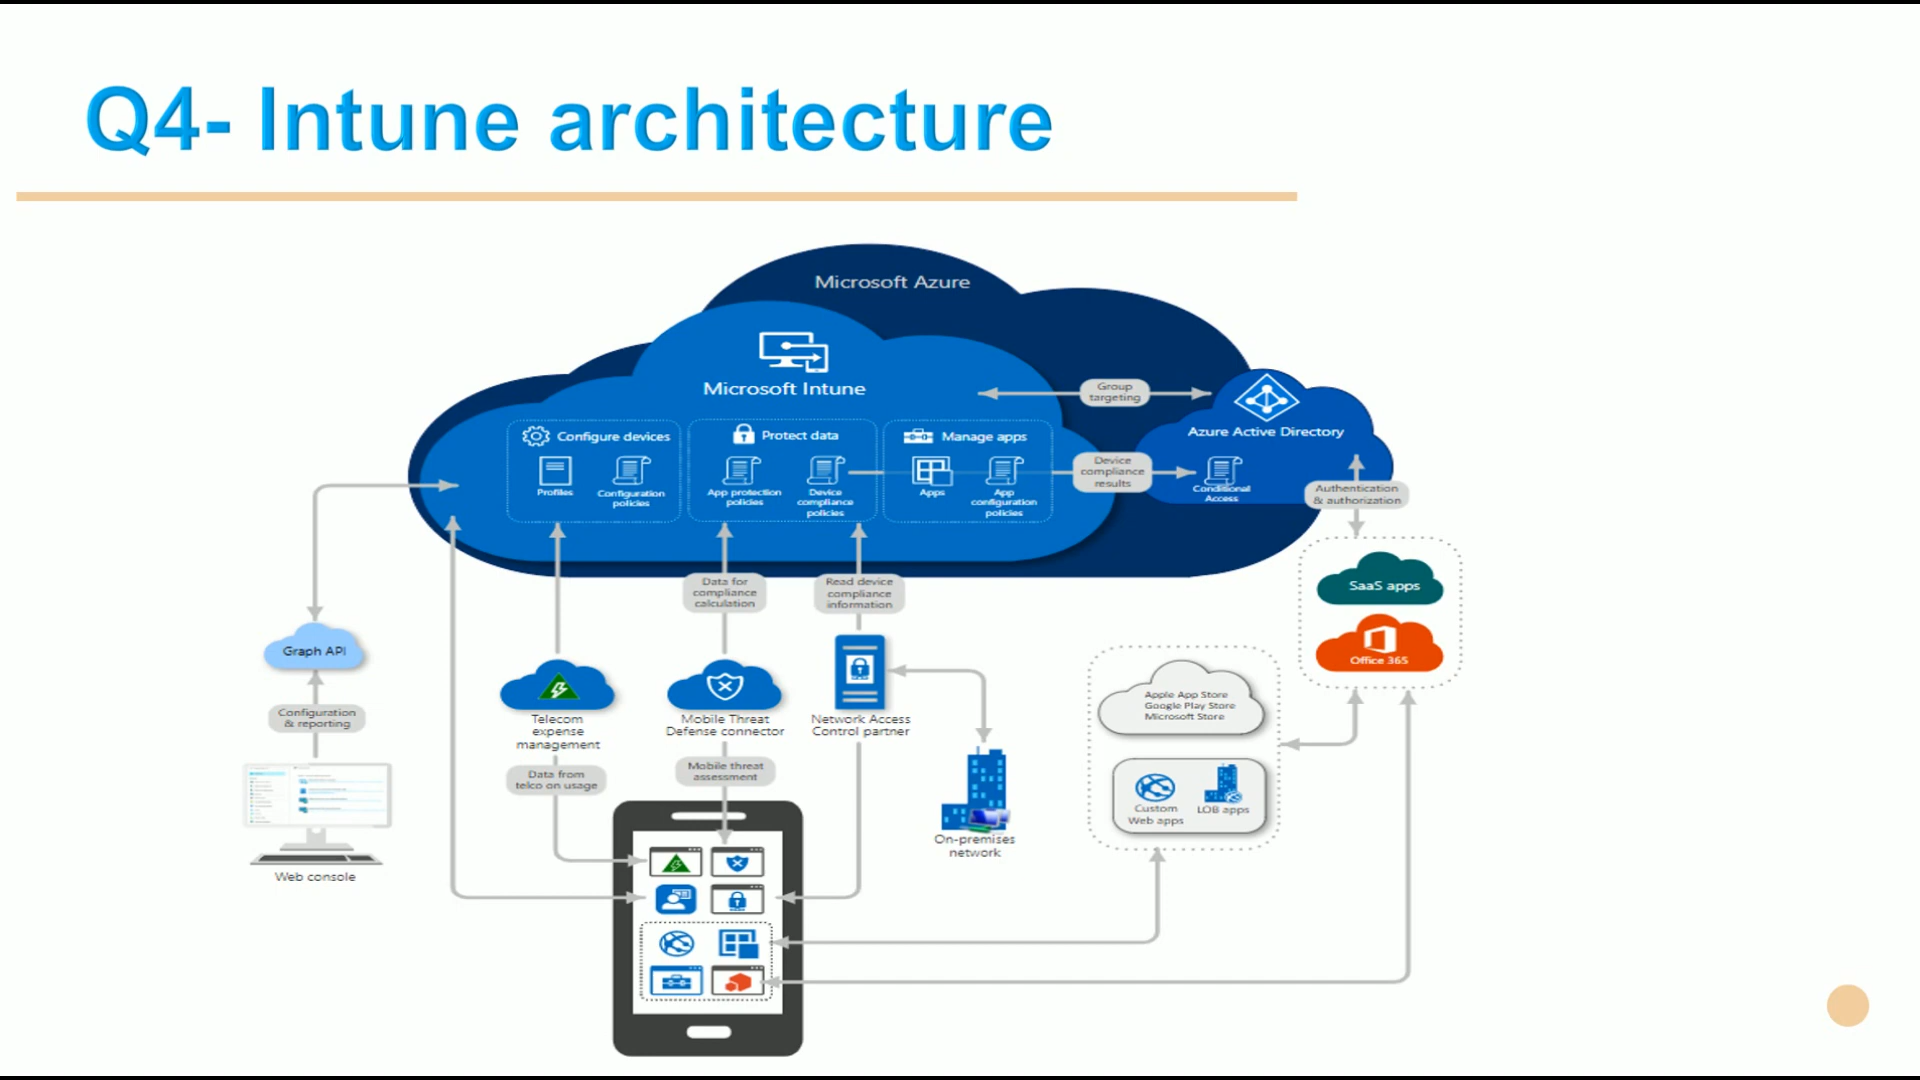 Q4- Intune architecture
Microsoft Azure
Microsoft Intune
Group
targeting
Azure Active Directory
Configure devices
Protect data
Manage apps
Profiles
Configuration
policies
App protection
policies
Device
compliance
policies
Apps
App
configuration
policies
Device
compliance
results
Conditional
Access
Authentication
& authorization
Data for
compliance
calculation
Read device
compliance
information
SaaS apps
Office 365
Graph API
Configuration
& reporting
Web console
Telecom
expense
management
Data from
telco on usage
Mobile Threat
Defense connector
Mobile threat
assessment
Network Access
Control partner
On-premises
network
Apple App Store
Google Play Store
Microsoft Store
Custom
Web apps
LOB apps